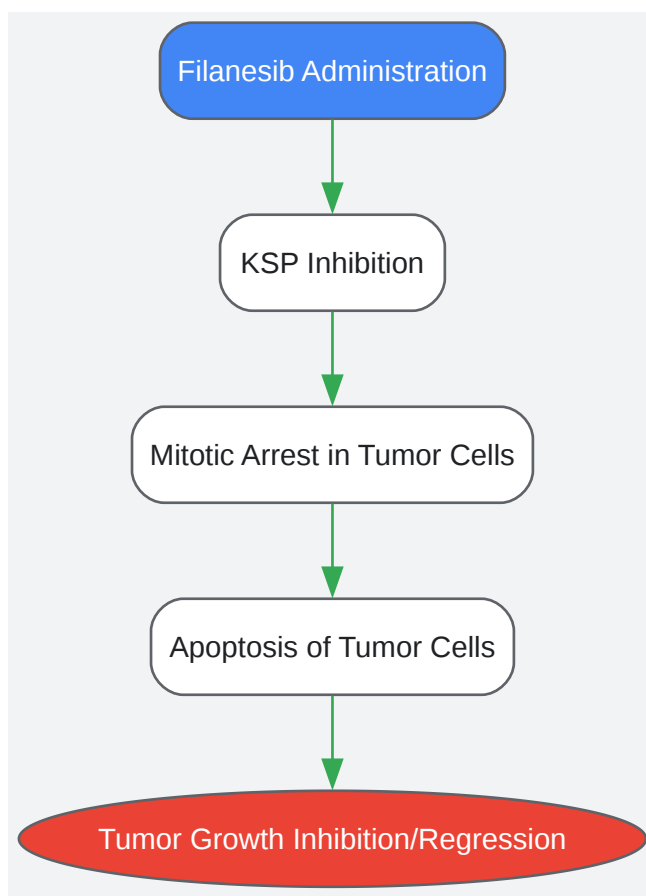 Filanesib Administration
KSP Inhibition
Mitotic Arrest in Tumor Cells
Apoptosis of Tumor Cells
Tumor Growth Inhibition/Regression